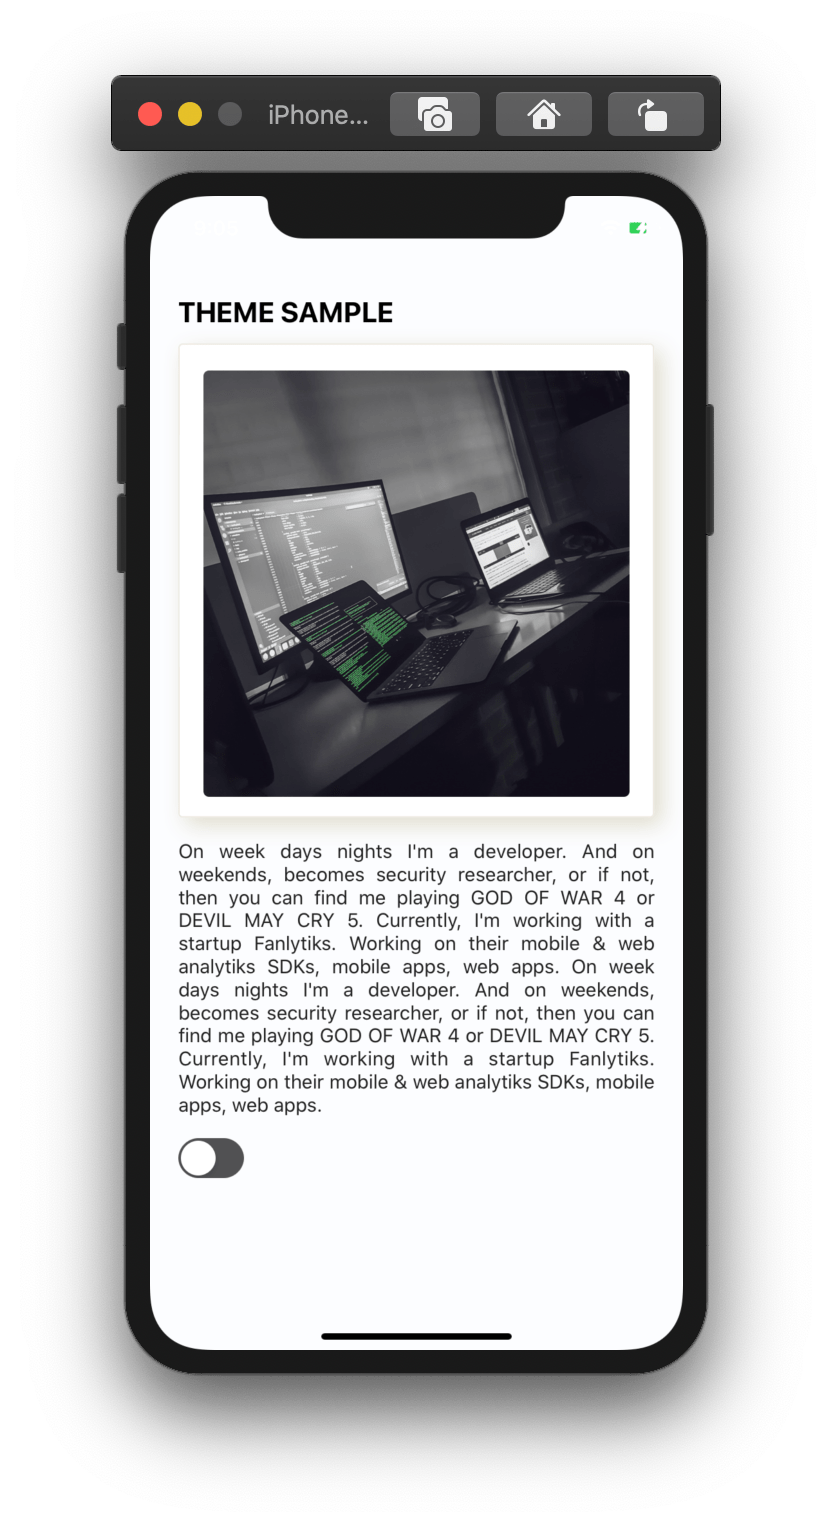 iPhone...
THEME SAMPLE
On week days nights I'm a developer. And on
weekends, becomes security researcher, or if not,
then you can find me playing GOD OF WAR 4 or
DEVIL MAY CRY 5. Currently, I'm working with a
startup Fanlytiks. Working on their mobile & web
analytiks SDKs, mobile apps, web apps. On week
days nights I'm a developer. And on weekends,
becomes security researcher, or if not, then you can
find me playing GOD OF WAR 4 or DEVIL MAY CRY 5.
Currently, I'm working with a startup Fanlytiks.
Working on their mobile & web analytiks SDKs, mobile
apps, web apps.